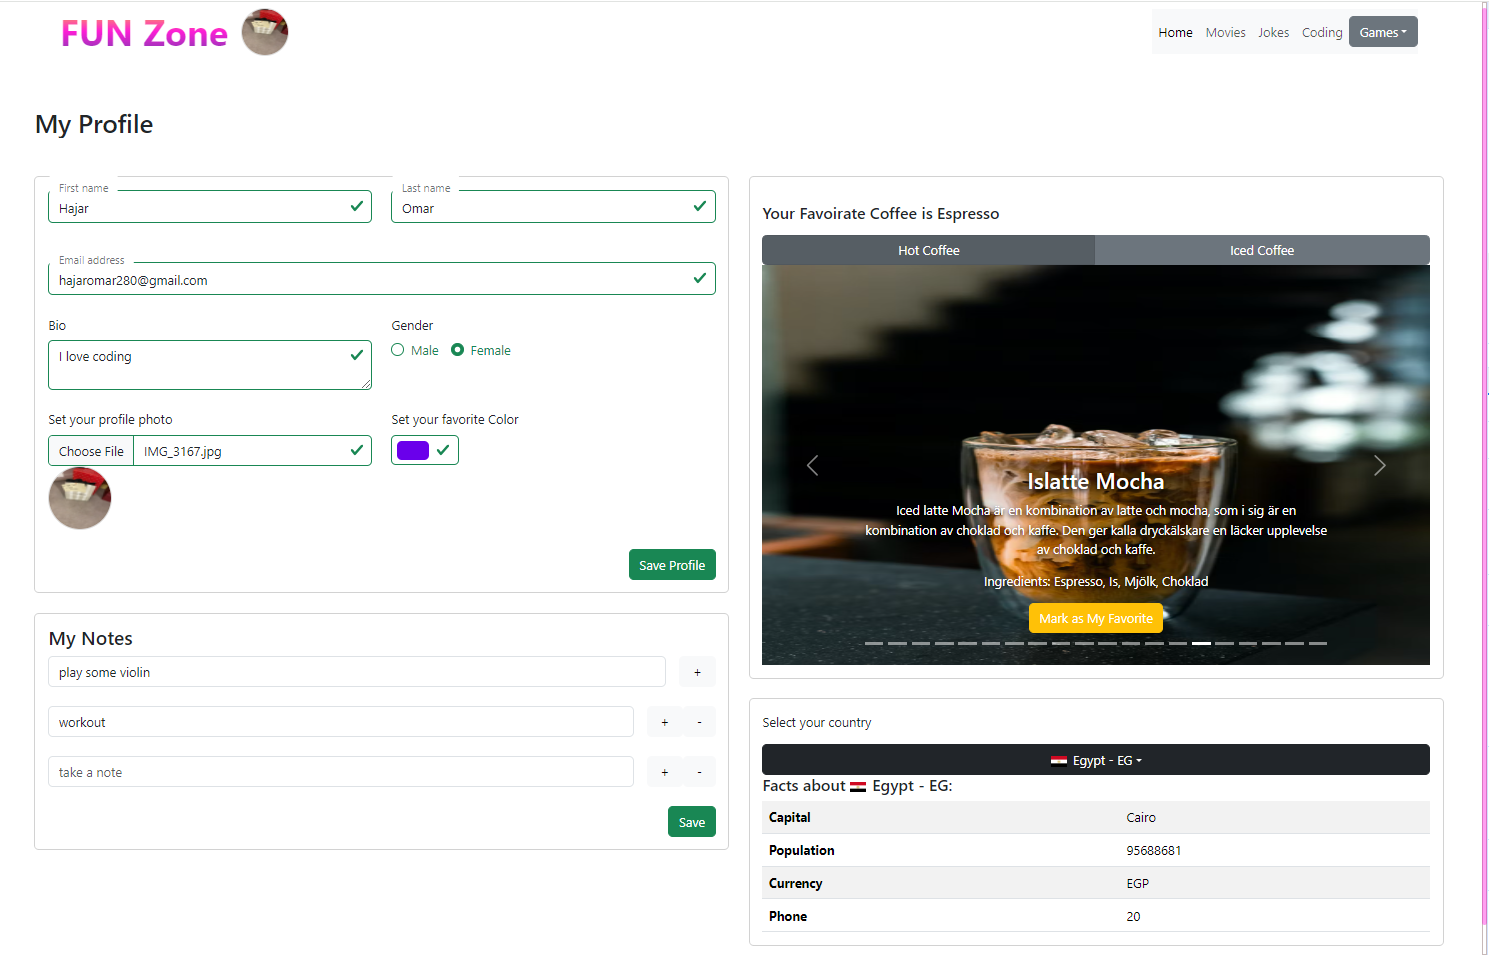 FUN Zone
Home Movies Jokes Coding Games
My Profile
First name
Hajar
Last name
Omar
Email address
hajaromar280@gmail.com
Bio
I love coding
Gender
Male Female
Set your profile photo
Choose File IMG_3167.jpg
Set your favorite Color
Save Profile
My Notes
play some violin
+
workout
+ -
take a note
+ -
Save
Your Favoirate Coffee is Espresso
Hot Coffee Iced Coffee
Islatte Mocha
Iced latte Mocha är en kombination av latte och mocha, som i sig är en
kombination av choklad och kaffe. Den ger kalla dryckälskare en läcker upplevelse
av choklad och kaffe.
Ingredients: Espresso, Is, Mjölk, Choklad
Mark as My Favorite
Select your country
Egypt - EG
Facts about Egypt - EG:
Capital Cairo
Population 95688681
Currency EGP
Phone 20